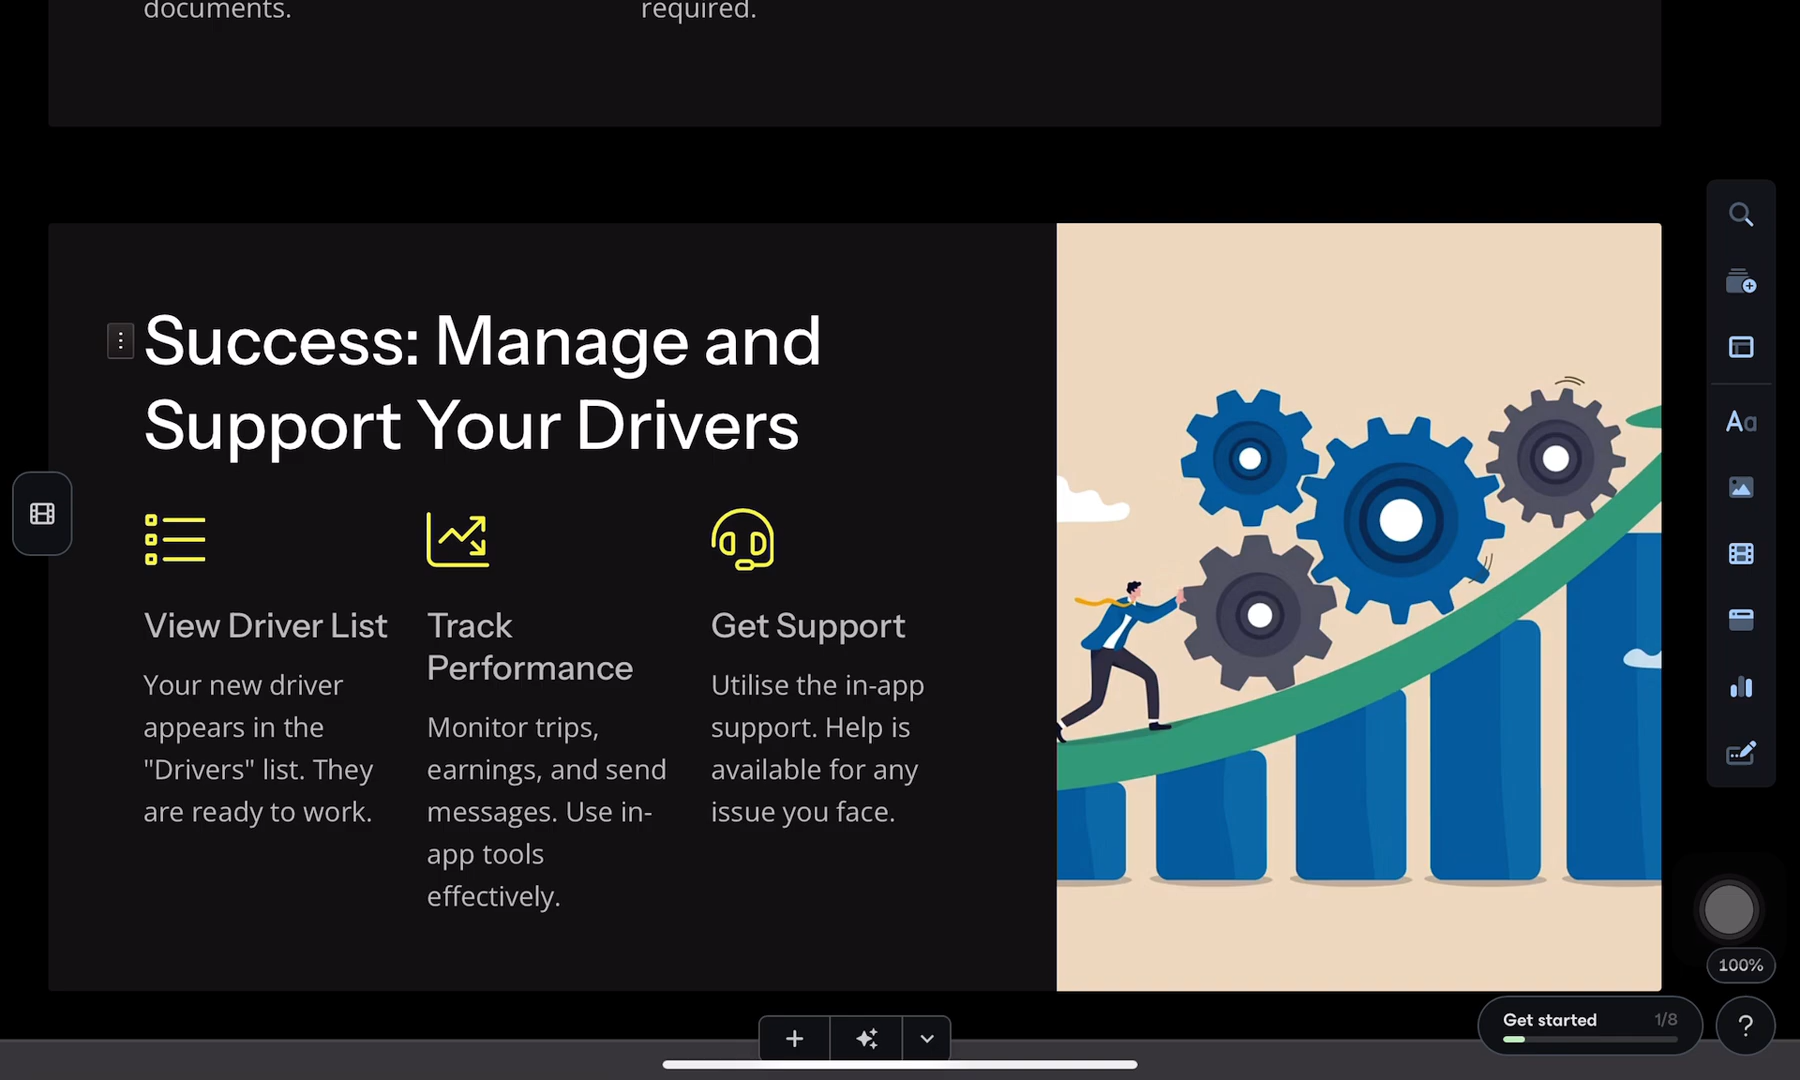 documents.
required.
Success: Manage and
Support Your Drivers
View Driver List
Your new driver
appears in the
"Drivers" list. They
are ready to work.
Track
Performance
Monitor trips,
earnings, and send
messages. Use in-
app tools
effectively.
Get Support
Utilise the in-app
support. Help is
available for any
issue you face.
Aa
100%
Get started 1/8
?